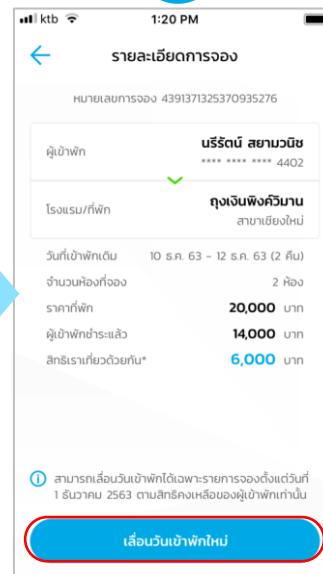 ktb 1:20 PM
รายละเอียดการจอง
หมายเลขการจอง 4391371325370935276
ผู้เข้าพัก นรีรัตน์ สยามวนิช
**** **** **** 4402
โรงแรม/ที่พัก ถุงเงินพิงค์วิมาน
สาขาเชียงใหม่
วันที่เข้าพักเดิม 10 ธ.ค. 63 - 12 ธ.ค. 63 (2 คืน)
จำนวนห้องที่จอง 2 ห้อง
ราคาที่พัก 20,000 บาท
ผู้เข้าพักชำระแล้ว 14,000 บาท
สิทธิเราเที่ยวด้วยกัน* 6,000 บาท
สามารถเลื่อนวันเข้าพักได้เฉพาะรายการจองตั้งแต่วันที่
1 ธันวาคม 2563 ตามสิทธิคงเหลือของผู้เข้าพักเท่านั้น
เลื่อนวันเข้าพักใหม่